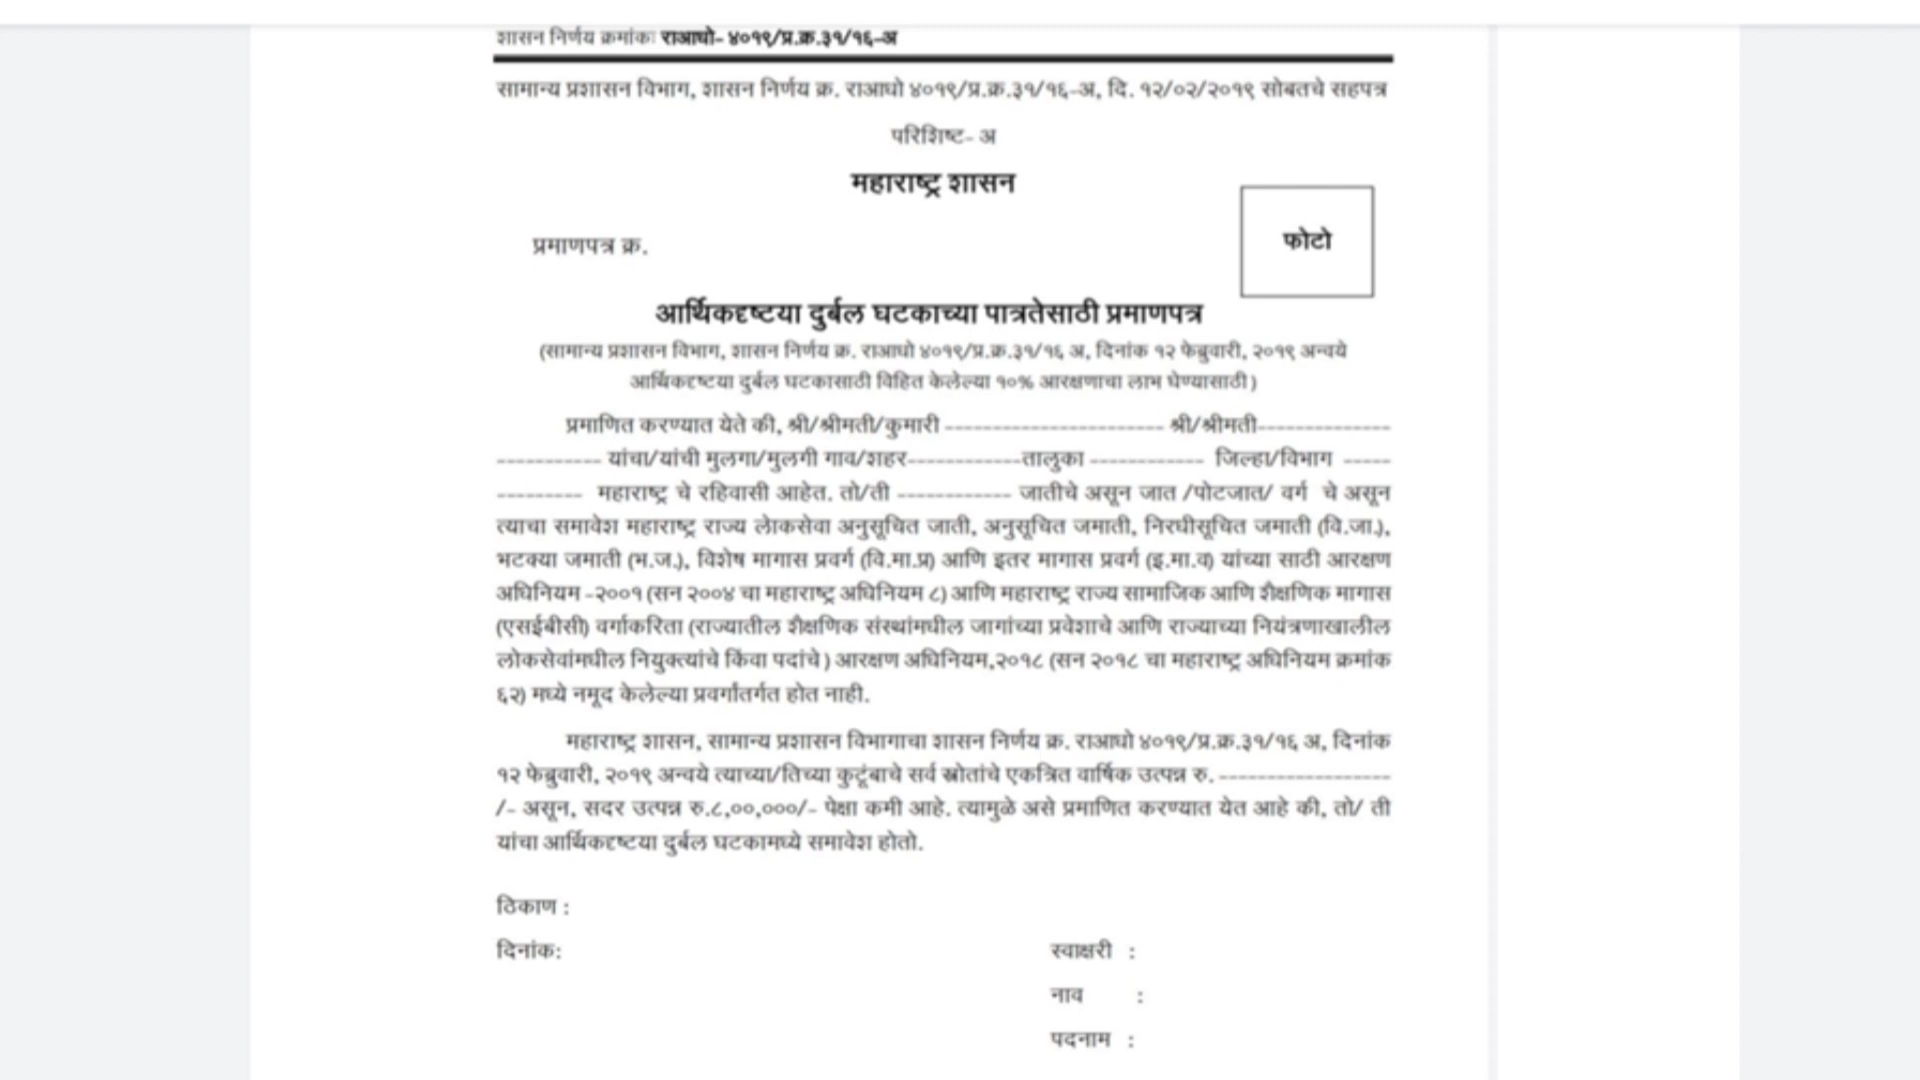 शासन निर्णय क्रमांकः राआधो- ४०१९/प्र.क्र.३१/१६-अ
सामान्य प्रशासन विभाग, शासन निर्णय क्र. राआधो ४०१९/प्र.क्र.३१/१६-अ, दि. १२/०२/२०१९ सोबतचे सहपत्र
परिशिष्ट- अ
महाराष्ट्र शासन
फोटो
प्रमाणपत्र क्र.
आर्थिकदृष्टया दुर्बल घटकाच्या पात्रतेसाठी प्रमाणपत्र
(सामान्य प्रशासन विभाग, शासन निर्णय क्र. राआधो ४०१९/प्र.क्र.३१/१६ अ, दिनांक १२ फेब्रुवारी, २०१९ अन्वये
आर्थिकदृष्टया दुर्बल घटकासाठी विहित केलेल्या १०% आरक्षणाचा लाभ घेण्यासाठी)
प्रमाणित करण्यात येते की, श्री/श्रीमती/कुमारी ----------------------- श्री/श्रीमती--------------
----------- यांचा/यांची मुलगा/मुलगी गाव/शहर------------तालुका ------------ जिल्हा/विभाग -----
--------- महाराष्ट्र चे रहिवासी आहेत. तो/ती ------------ जातीचे असून जात /पोटजात/ वर्ग चे असून
त्याचा समावेश महाराष्ट्र राज्य लोकसेवा अनुसूचित जाती, अनुसूचित जमाती, निरधीसूचित जमाती (वि.जा.),
भटक्या जमाती (भ.ज.), विशेष मागास प्रवर्ग (वि.मा.प्र) आणि इतर मागास प्रवर्ग (इ.मा.व) यांच्या साठी आरक्षण
अधिनियम -२००१ (सन २००४ चा महाराष्ट्र अधिनियम ८) आणि महाराष्ट्र राज्य सामाजिक आणि शैक्षणिक मागास
(एसईबीसी) वर्गाकरिता (राज्यातील शैक्षणिक संस्थांमधील जागांच्या प्रवेशाचे आणि राज्याच्या नियंत्रणाखालील
लोकसेवांमधील नियुक्त्यांचे किंवा पदांचे) आरक्षण अधिनियम,२०१८ (सन २०१८ चा महाराष्ट्र अधिनियम क्रमांक
६२) मध्ये नमूद केलेल्या प्रवर्गांतर्गत होत नाही.
महाराष्ट्र शासन, सामान्य प्रशासन विभागाचा शासन निर्णय क्र. राआधो ४०१९/प्र.क्र.३१/१६ अ, दिनांक
१२ फेब्रुवारी, २०१९ अन्वये त्याच्या/तिच्या कुटूंबाचे सर्व स्रोतांचे एकत्रित वार्षिक उत्पन्न रु. ------------------
/- असून, सदर उत्पन्न रु.८,००,०००/- पेक्षा कमी आहे. त्यामुळे असे प्रमाणित करण्यात येत आहे की, तो/ ती
यांचा आर्थिकदृष्टया दुर्बल घटकामध्ये समावेश होतो.
ठिकाण :
दिनांक:
स्वाक्षरी :
नाव :
पदनाम :